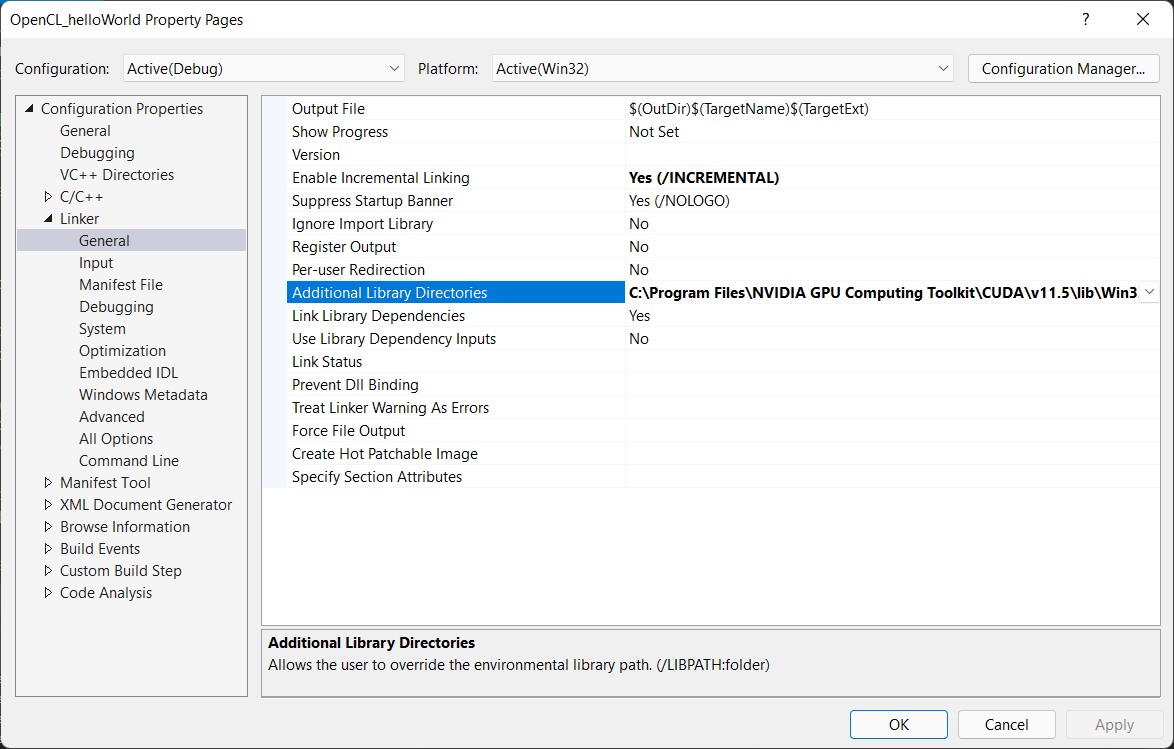 OpenCL_helloWorld Property Pages ?
Configuration: Active(Debug) Platform: Active(Win32) Configuration Manager...
Configuration Properties
General
Debugging
VC++ Directories
C/C++
Linker
General
Input
Manifest File
Debugging
System
Optimization
Embedded IDL
Windows Metadata
Advanced
All Options
Command Line
Manifest Tool
XML Document Generator
Browse Information
Build Events
Custom Build Step
Code Analysis
Output File $(OutDir)$(TargetName)$(TargetExt)
Show Progress Not Set
Version
Enable Incremental Linking Yes (/INCREMENTAL)
Suppress Startup Banner Yes (/NOLOGO)
Ignore Import Library No
Register Output No
Per-user Redirection No
Additional Library Directories C:\Program Files\NVIDIA GPU Computing Toolkit\CUDA\v11.5\lib\Win3
Link Library Dependencies Yes
Use Library Dependency Inputs No
Link Status
Prevent Dll Binding
Treat Linker Warning As Errors
Force File Output
Create Hot Patchable Image
Specify Section Attributes
Additional Library Directories
Allows the user to override the environmental library path. (/LIBPATH:folder)
OK Cancel Apply